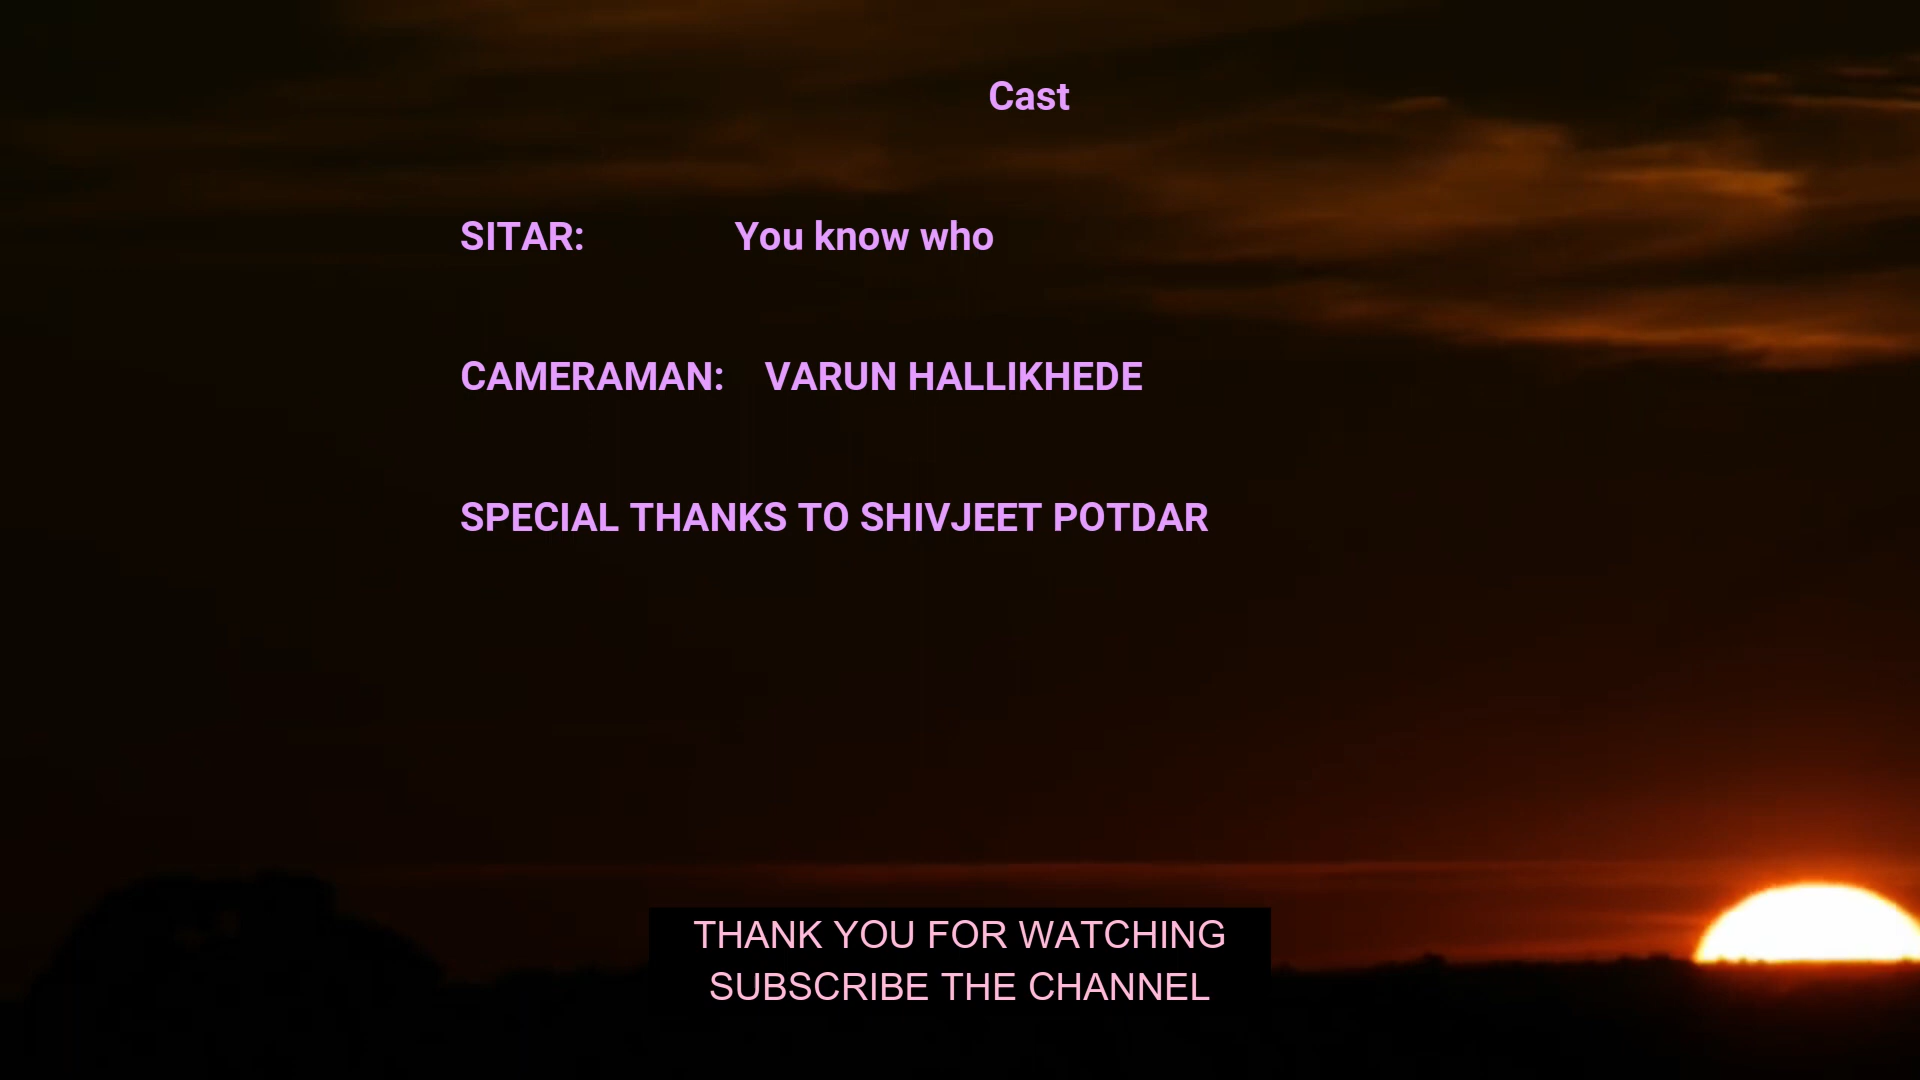 Cast
SITAR: You know who
CAMERAMAN: VARUN HALLIKHEDE
SPECIAL THANKS TO SHIVJEET POTDAR
THANK YOU FOR WATCHING
SUBSCRIBE THE CHANNEL